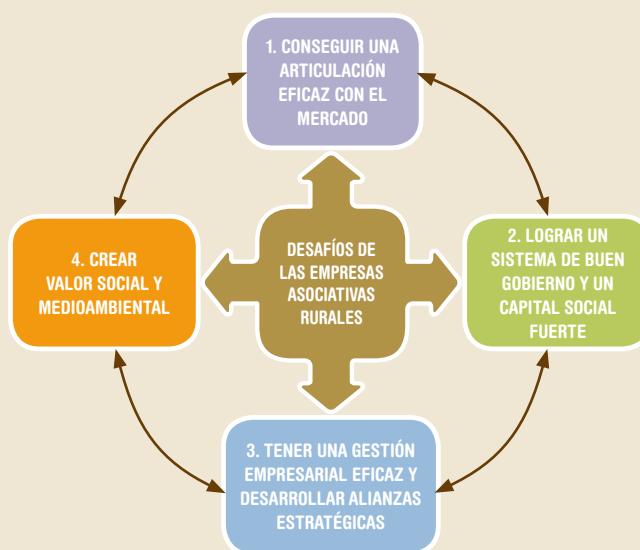 1. CONSEGUIR UNA
ARTICULACIÓN
EFICAZ CON EL
MERCADO
DESAFÍOS DE
LAS EMPRESAS
ASOCIATIVAS
RURALES
2. LOGRAR UN
SISTEMA DE BUEN
GOBIERNO Y UN
CAPITAL SOCIAL
FUERTE
3. TENER UNA GESTIÓN
EMPRESARIAL EFICAZ Y
DESARROLLAR ALIANZAS
ESTRATÉGICAS
4. CREAR
VALOR SOCIAL Y
MEDIOAMBIENTAL